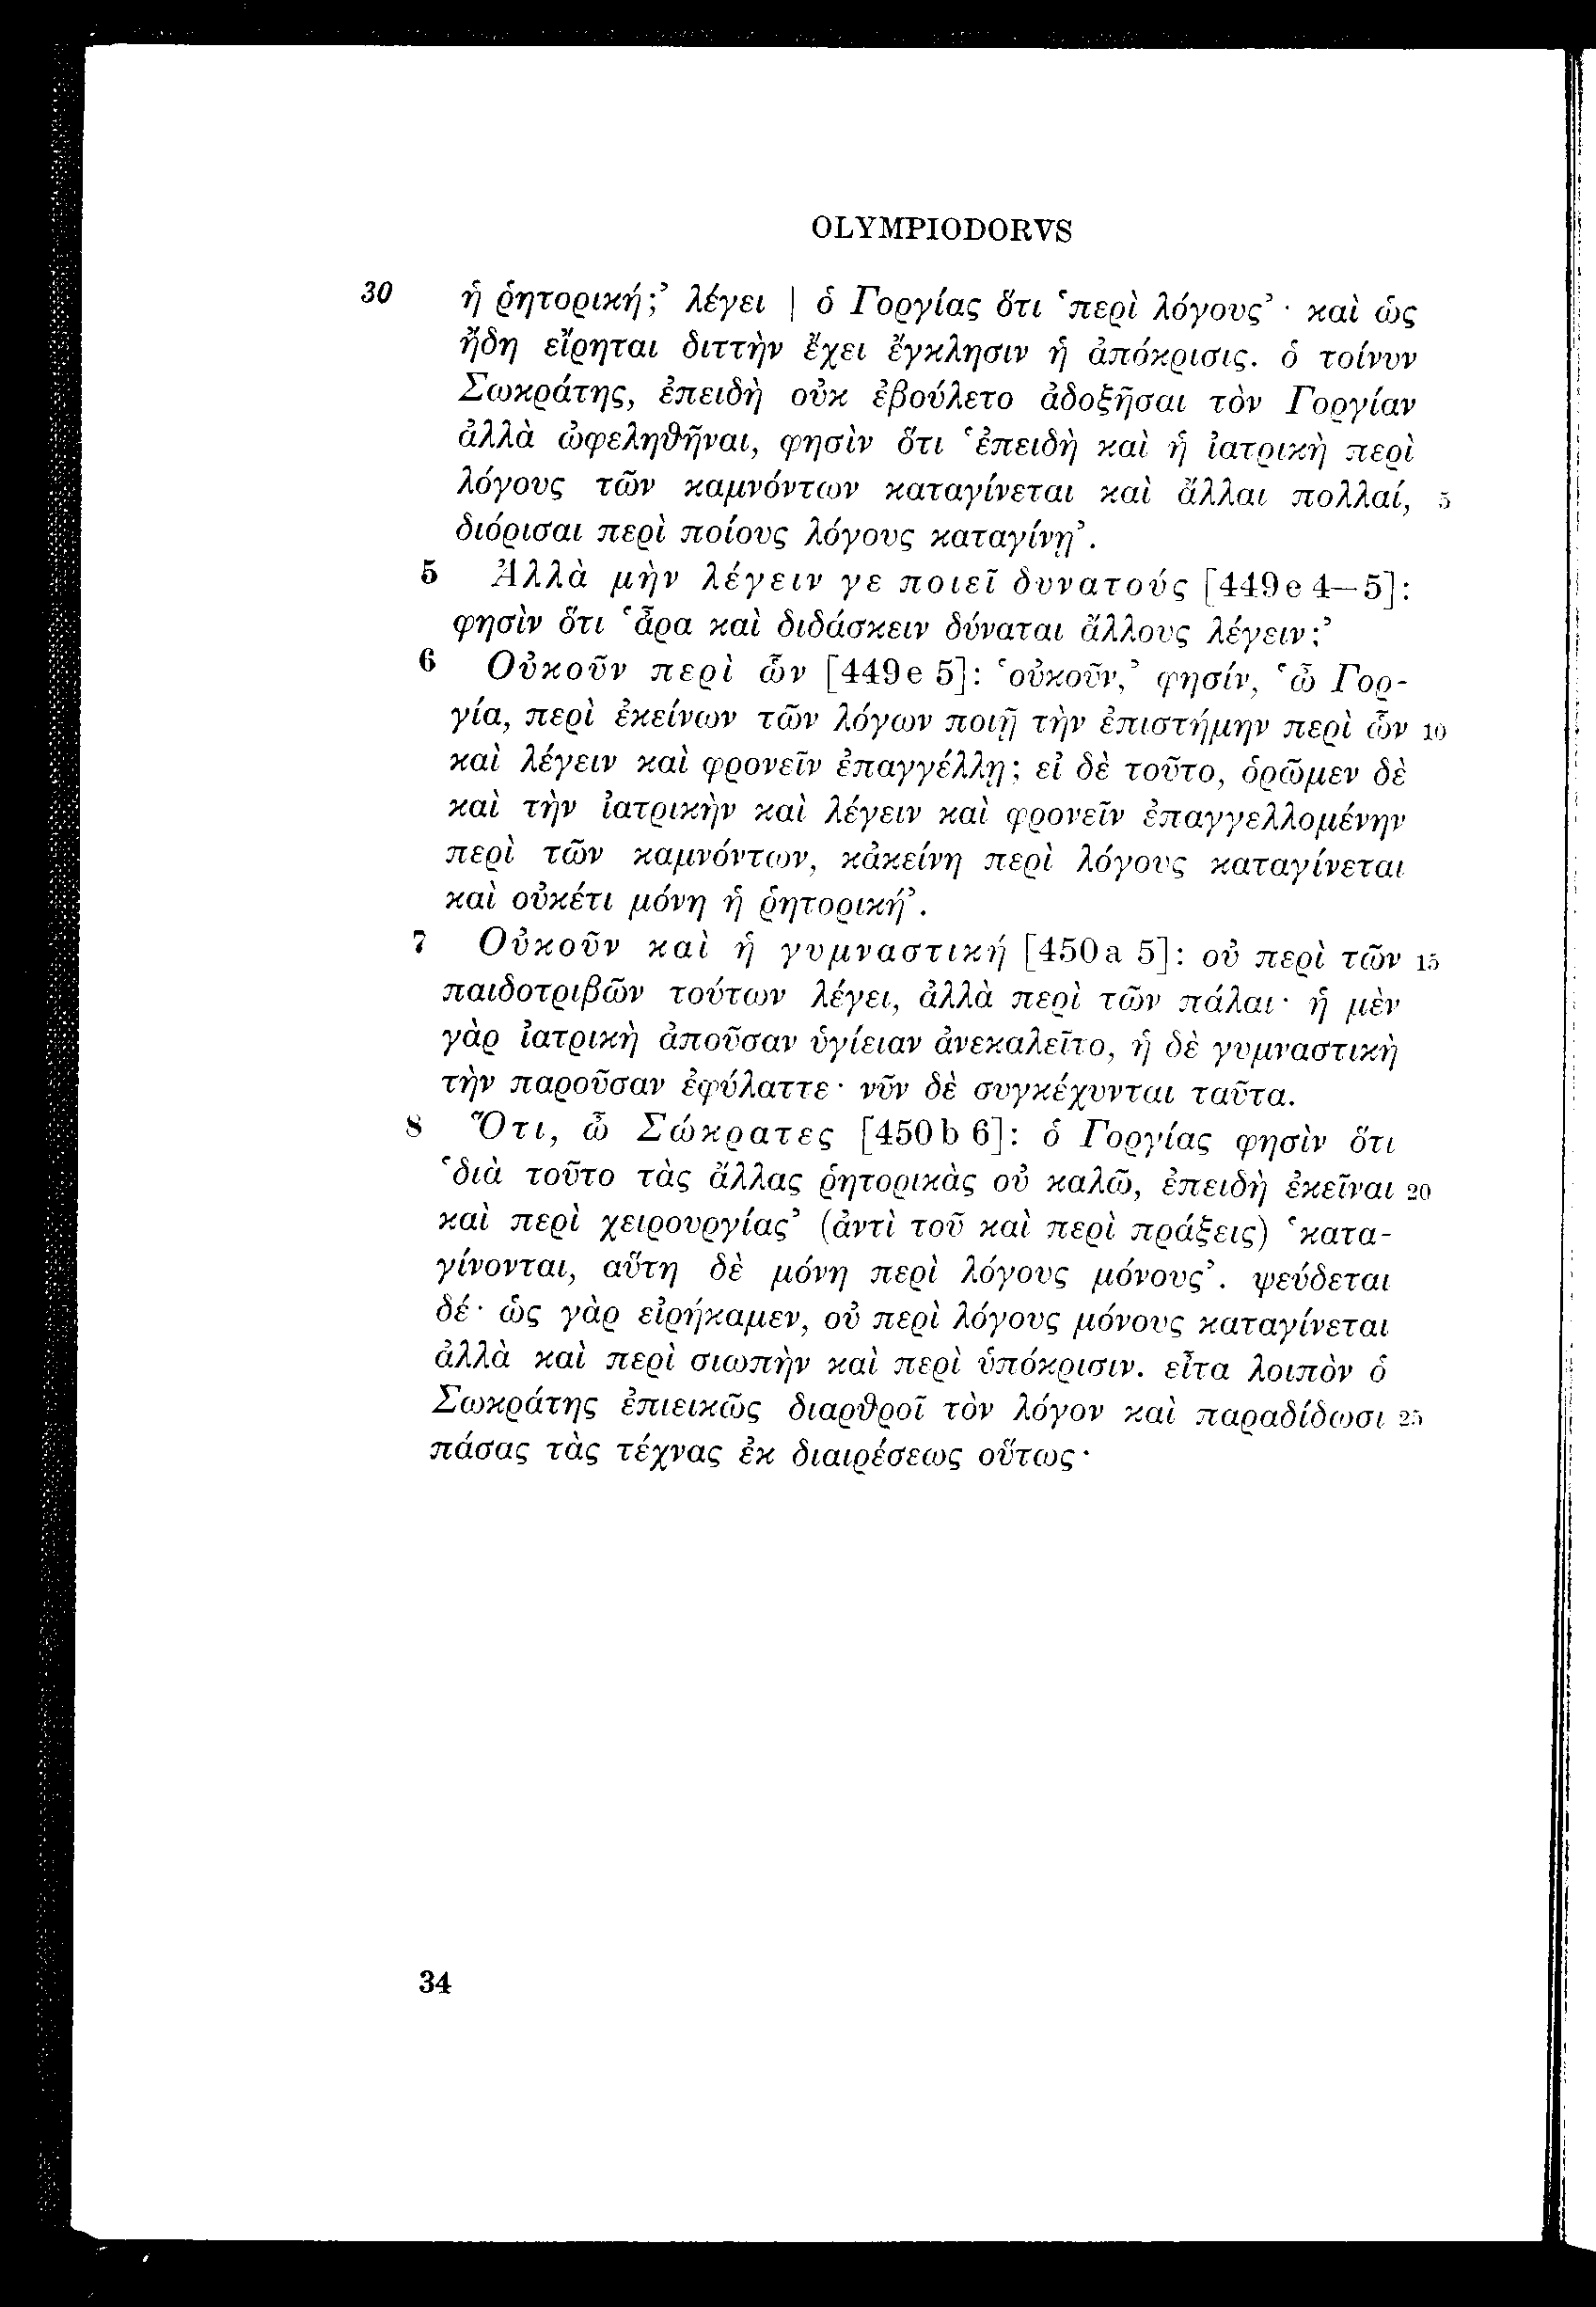 OLYMPIODORVS
30 ἡ ῥητορική;’ λέγει | ὁ Γοργίας ὅτι ‘περὶ λόγους’· καὶ ὡς
ἤδη εἴρηται διττὴν ἔχει ἔγκλησιν ἡ ἀπόκρισις. ὁ τοίνυν
Σωκράτης, ἐπειδὴ οὐκ ἐβούλετο ἀδοξῆσαι τὸν Γοργίαν
ἀλλὰ ὠφεληθῆναι, φησὶν ὅτι ‘ἐπειδὴ καὶ ἡ ἰατρικὴ περὶ
λόγους τῶν καμνόντων καταγίνεται καὶ ἄλλαι πολλαί, 5
διόρισαι περὶ ποίους λόγους καταγίνῃ’.
5 Ἀλλὰ μὴν λέγειν γε ποιεῖ δυνατούς [449e 4—5]:
φησὶν ὅτι ‘ἆρα καὶ διδάσκειν δύναται ἄλλους λέγειν;’
6 Οὐκοῦν περὶ ὧν [449e 5]: ‘οὐκοῦν,’ φησίν, ‘ὦ Γορ-
γία, περὶ ἐκείνων τῶν λόγων ποιῇ τὴν ἐπιστήμην περὶ ὧν 10
καὶ λέγειν καὶ φρονεῖν ἐπαγγέλλῃ; εἰ δὲ τοῦτο, ὁρῶμεν δὲ
καὶ τὴν ἰατρικὴν καὶ λέγειν καὶ φρονεῖν ἐπαγγελλομένην
περὶ τῶν καμνόντων, κἀκείνη περὶ λόγους καταγίνεται
καὶ οὐκέτι μόνη ἡ ῥητορική’.
7 Οὐκοῦν καὶ ἡ γυμναστική [450a 5]: οὐ περὶ τῶν 15
παιδοτριβῶν τούτων λέγει, ἀλλὰ περὶ τῶν πάλαι· ἡ μὲν
γὰρ ἰατρικὴ ἀποῦσαν ὑγίειαν ἀνεκαλεῖτο, ἡ δὲ γυμναστικὴ
τὴν παροῦσαν ἐφύλαττε· νῦν δὲ συγκέχυνται ταῦτα.
8 Ὅτι, ὦ Σώκρατες [450b 6]: ὁ Γοργίας φησὶν ὅτι
‘διὰ τοῦτο τὰς ἄλλας ῥητορικὰς οὐ καλῶ, ἐπειδὴ ἐκεῖναι 20
καὶ περὶ χειρουργίας’ (ἀντὶ τοῦ καὶ περὶ πράξεις) ‘κατα-
γίνονται, αὕτη δὲ μόνη περὶ λόγους μόνους’. ψεύδεται
δέ· ὡς γὰρ εἰρήκαμεν, οὐ περὶ λόγους μόνους καταγίνεται
ἀλλὰ καὶ περὶ σιωπὴν καὶ περὶ ὑπόκρισιν. εἶτα λοιπὸν ὁ
Σωκράτης ἐπιεικῶς διαρθροῖ τὸν λόγον καὶ παραδίδωσι 25
πάσας τὰς τέχνας ἐκ διαιρέσεως οὕτως·
34